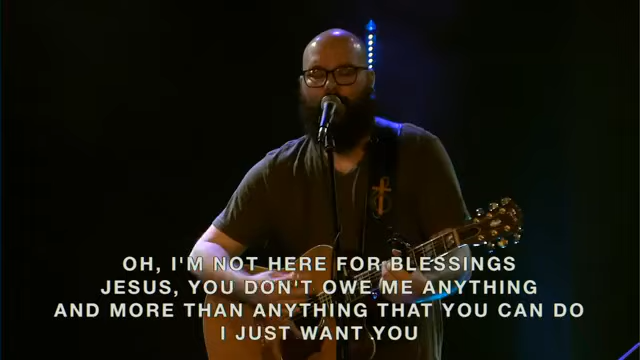 OH, I'M NOT HERE FOR BLESSINGS
JESUS, YOU DON'T OWE ME ANYTHING
AND MORE THAN ANYTHING THAT YOU CAN DO
I JUST WANT YOU